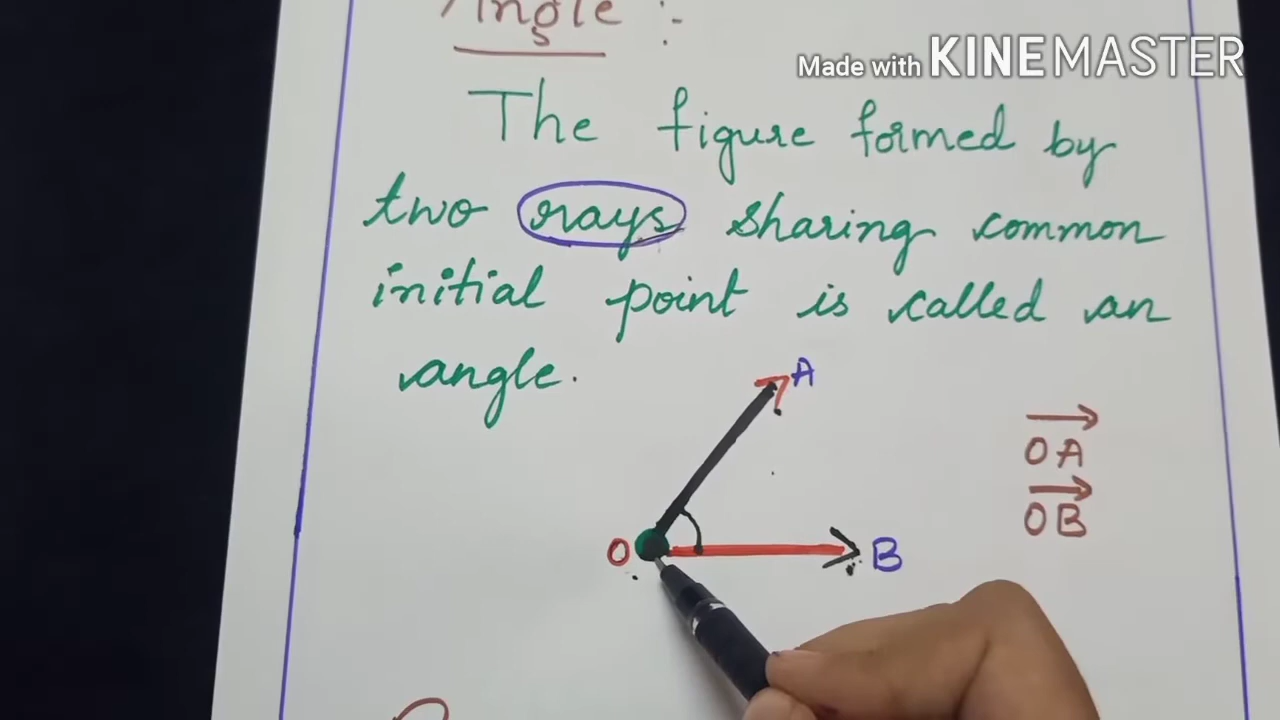 Angle :-
Made with KINEMASTER
The figure formed by
two rays sharing common
initial point is called an
angle.
A
OA
OB
O
B